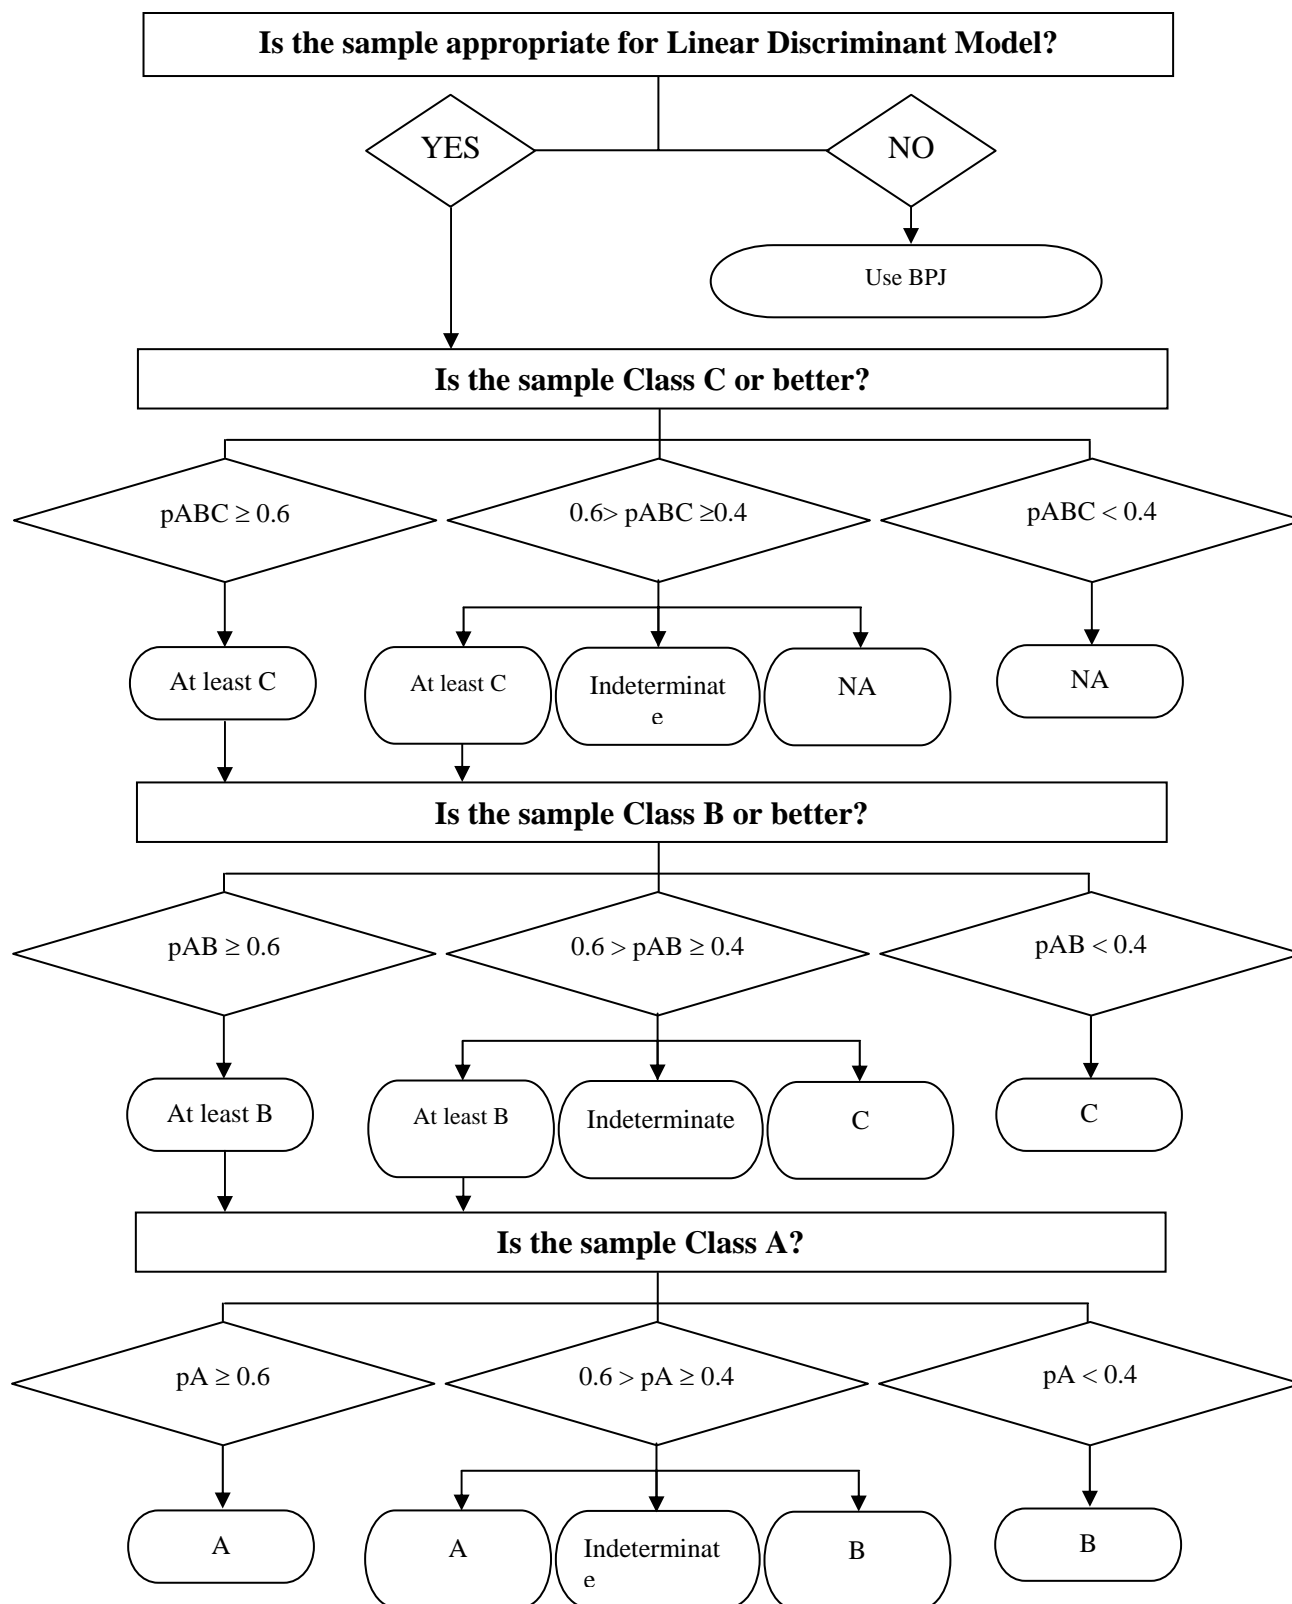 Is the sample appropriate for Linear Discriminant Model?
YES
NO
Use BPJ
Is the sample Class C or better?
pABC ≥ 0.6
0.6> pABC ≥0.4
pABC < 0.4
At least C
At least C
Indeterminat
e
NA
NA
Is the sample Class B or better?
pAB ≥ 0.6
0.6 > pAB ≥ 0.4
pAB < 0.4
At least B
At least B
Indeterminate
C
C
Is the sample Class A?
pA ≥ 0.6
0.6 > pA ≥ 0.4
pA < 0.4
A
A
Indeterminat
e
B
B